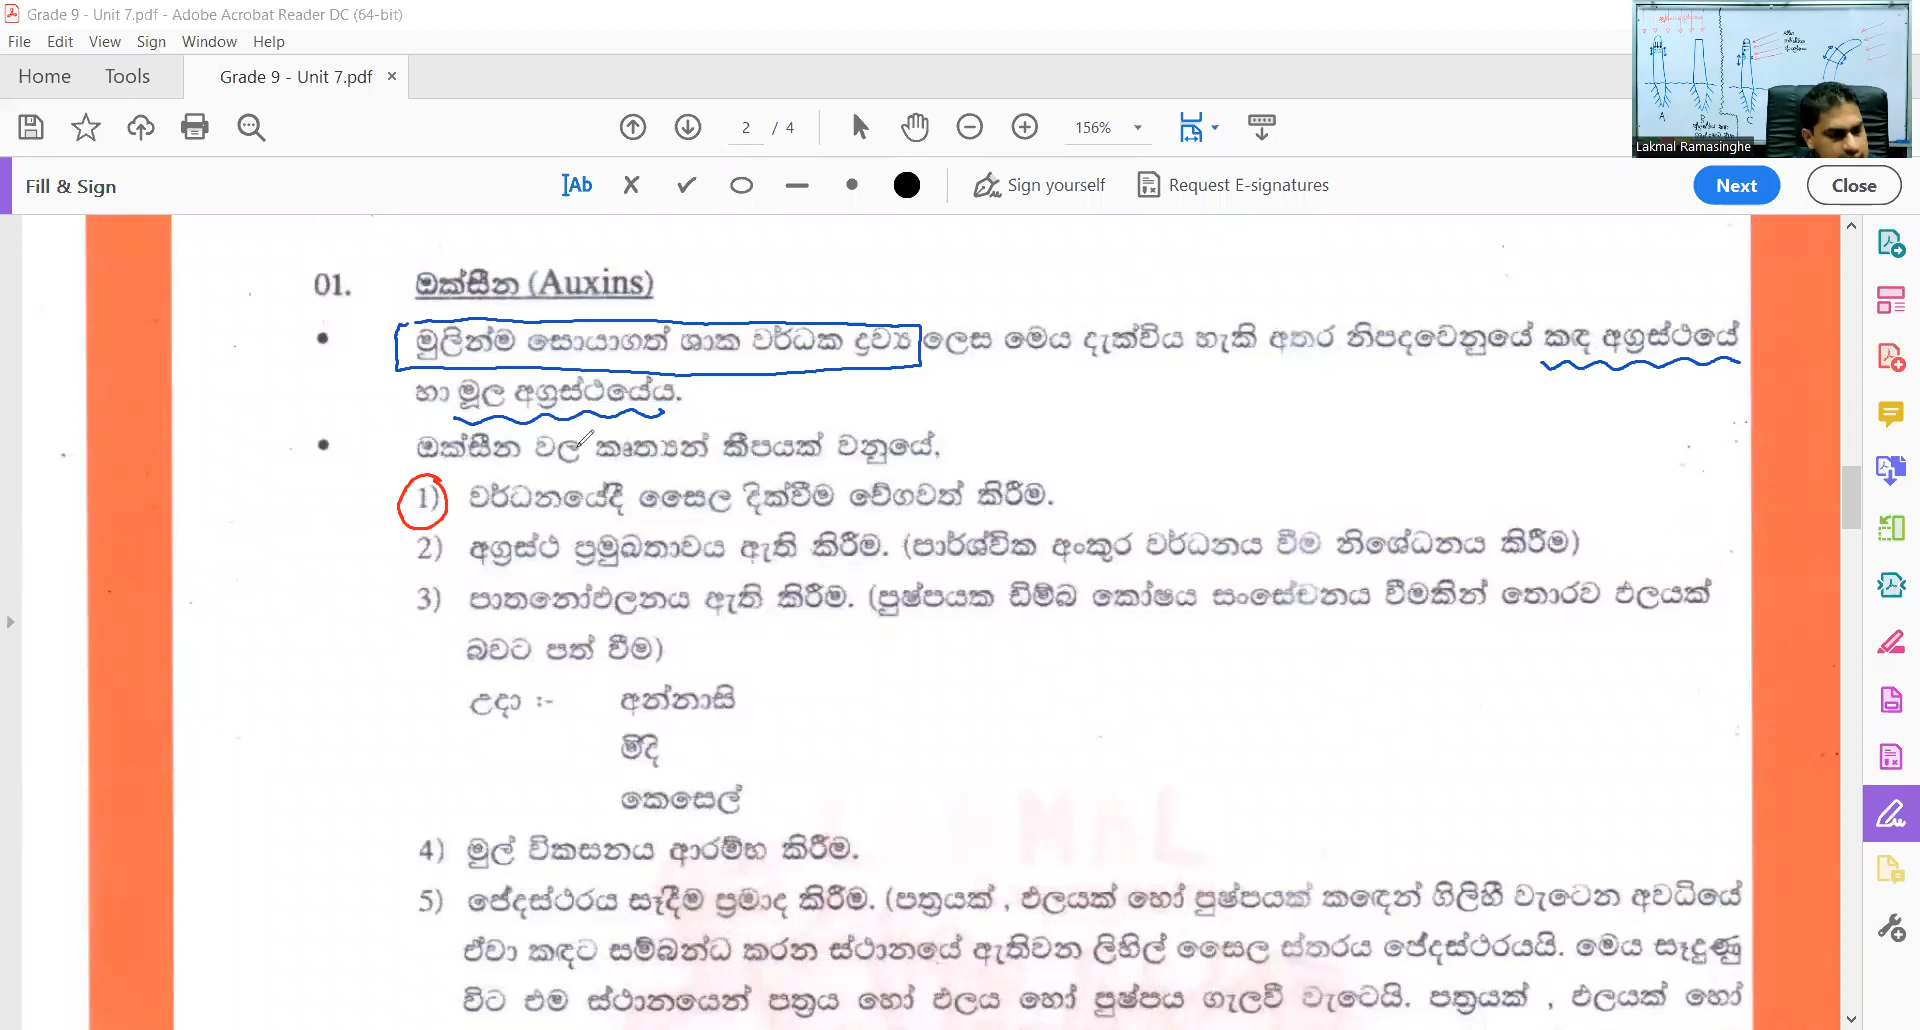 Grade 9 - Unit 7.pdf - Adobe Acrobat Reader DC (64-bit)
File Edit View Sign Window Help
Home Tools Grade 9 - Unit 7.pdf ×
2 / 4 156%
Fill & Sign Ab Sign yourself Request E-signatures Next Close
A B C
Lakmal Ramasinghe
01. ඔක්සීන (Auxins)
• මුලින්ම සොයාගත් ශාක වර්ධක ද්‍රව්‍ය ලෙස මෙය දැක්විය හැකි අතර නිපදවෙනුයේ කඳ අග්‍රස්ථයේ
හා මූල අග්‍රස්ථයේය.
• ඔක්සීන වල කෘත්‍යන් කීපයක් වනුයේ,
1) වර්ධනයේදී සෛල දික්වීම වේගවත් කිරීම.
2) අග්‍රස්ථ ප්‍රමුඛතාවය ඇති කිරීම. (පාර්ශ්වික අංකුර වර්ධනය වීම නිශේධනය කිරීම)
3) පාතනෝඵලනය ඇති කිරීම. (පුෂ්පයක ඩිම්බ කෝෂය සංසේචනය වීමකින් තොරව ඵලයක්
බවට පත් වීම)
උදා :- අන්නාසි
මිදි
කෙසෙල්
4) මුල් විකසනය ආරම්භ කිරීම.
5) ඡේදස්ථරය සෑදීම ප්‍රමාද කිරීම. (පත්‍රයක් , ඵලයක් හෝ පුෂ්පයක් කඳෙන් ගිලිහී වැටෙන අවධියේ
ඒවා කඳට සම්බන්ධ කරන ස්ථානයේ ඇතිවන ලිහිල් සෛල ස්තරය ඡේදස්ථරයයි. මෙය සෑදුණු
විට එම ස්ථානයෙන් පත්‍රය හෝ ඵලය හෝ පුෂ්පය ගැලවී වැටෙයි. පත්‍රයක් , ඵලයක් හෝ